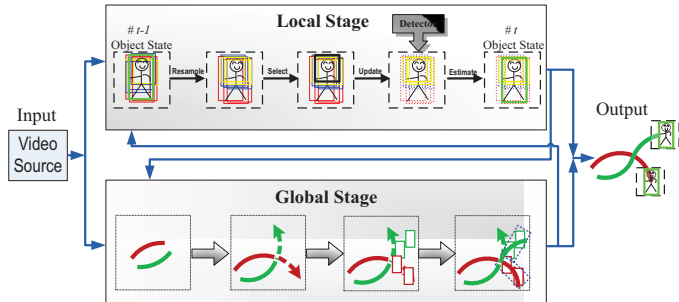 Local Stage
Detector
# t-1
Object State
# t
Object State
Resample
Select
Update
Estimate
Input
Video
Source
Output
Global Stage